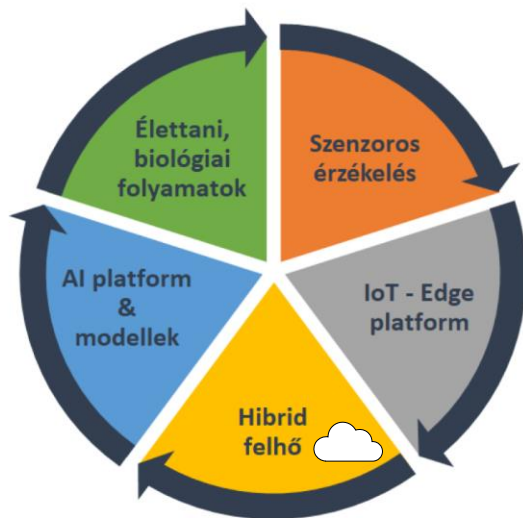 Élettani,
biológiai
folyamatok
Szenzoros
érzékelés
IoT - Edge
platform
Hibrid
felhő
AI platform
&
modellek